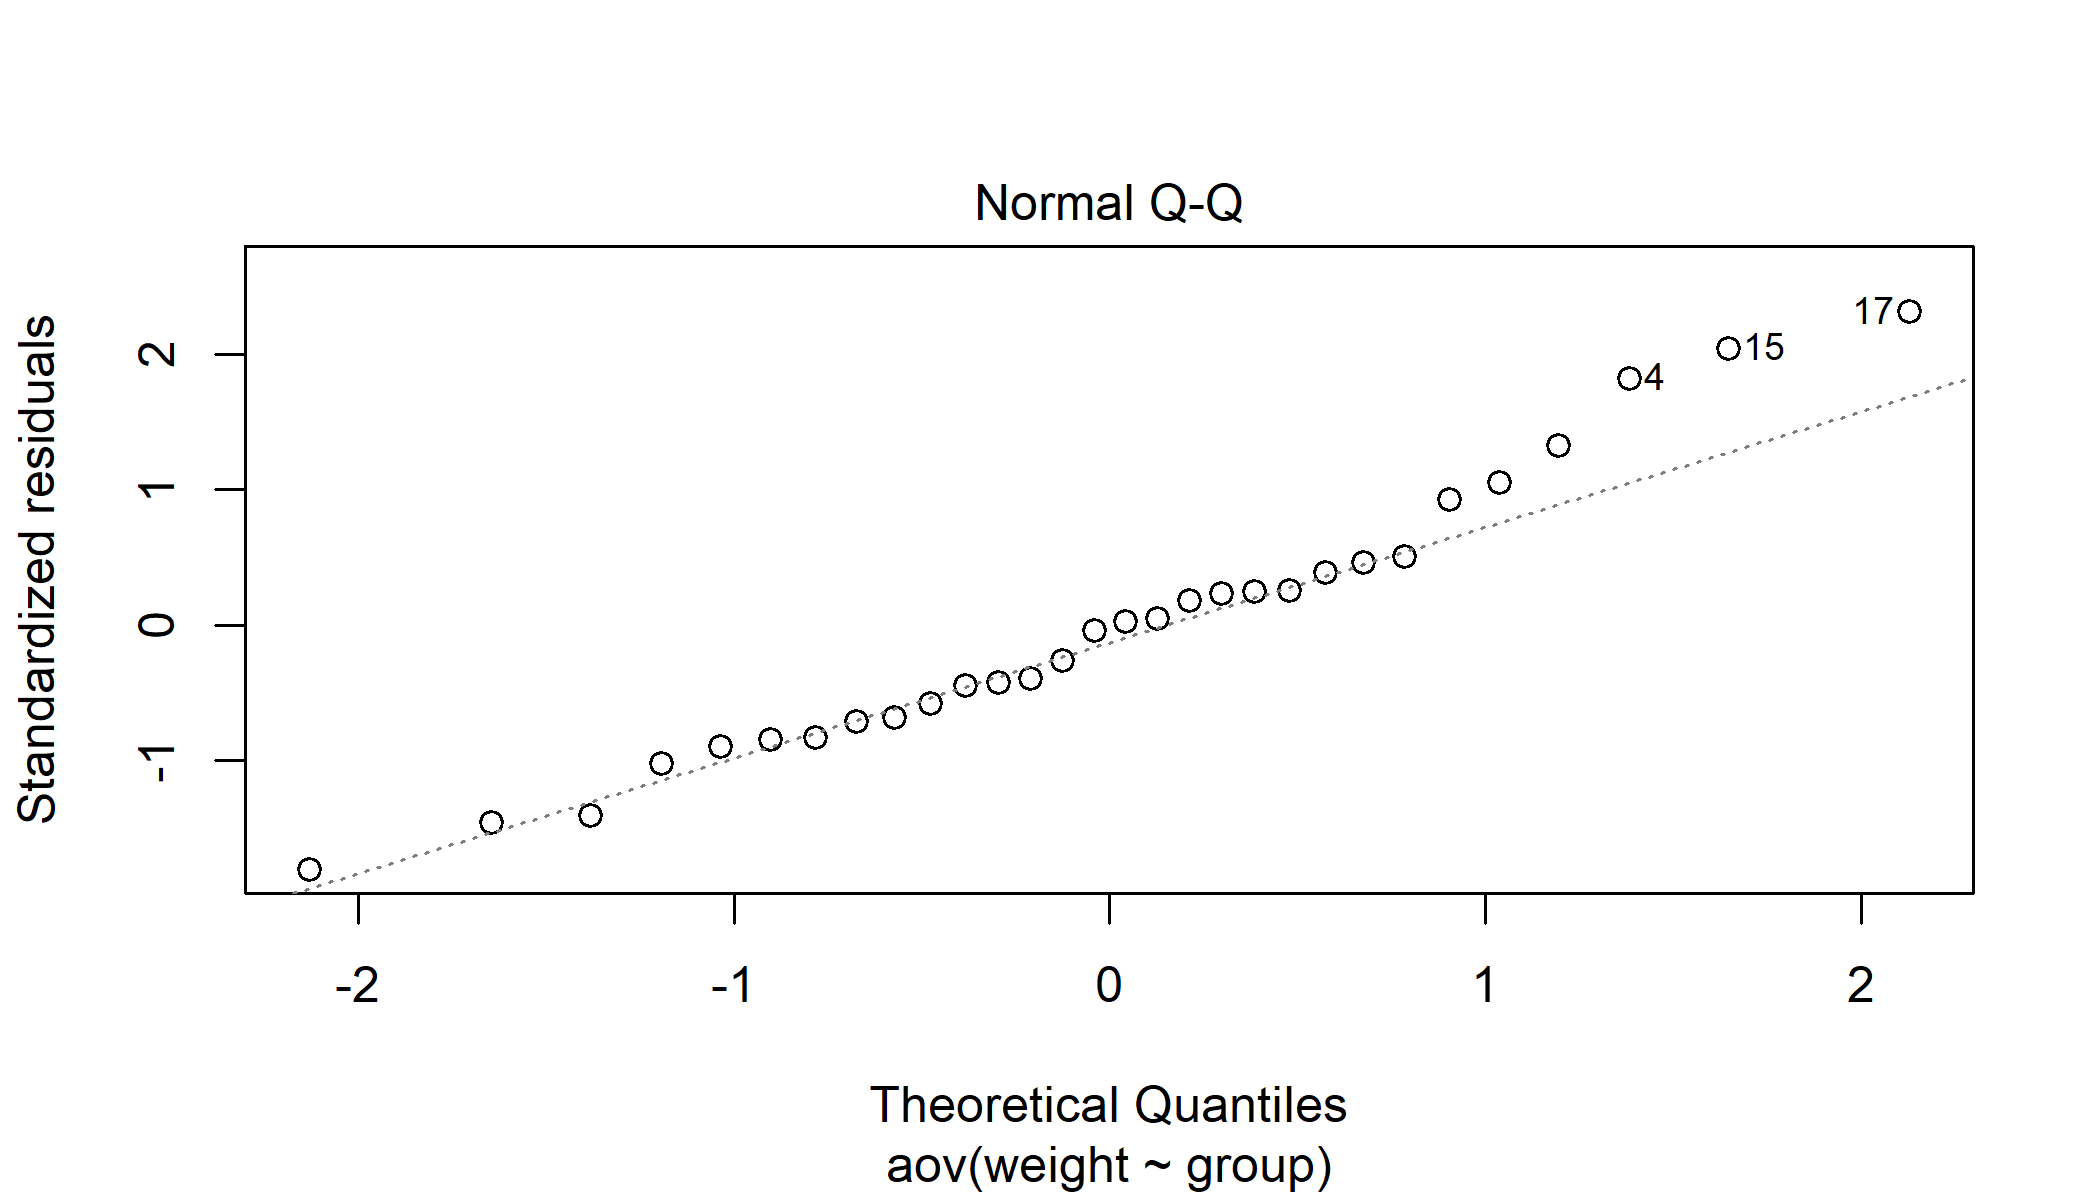 Normal Q-Q
Standardized residuals
2
1
0
-1
17
15
4
-2 -1 0 1 2
Theoretical Quantiles
aov(weight ~ group)